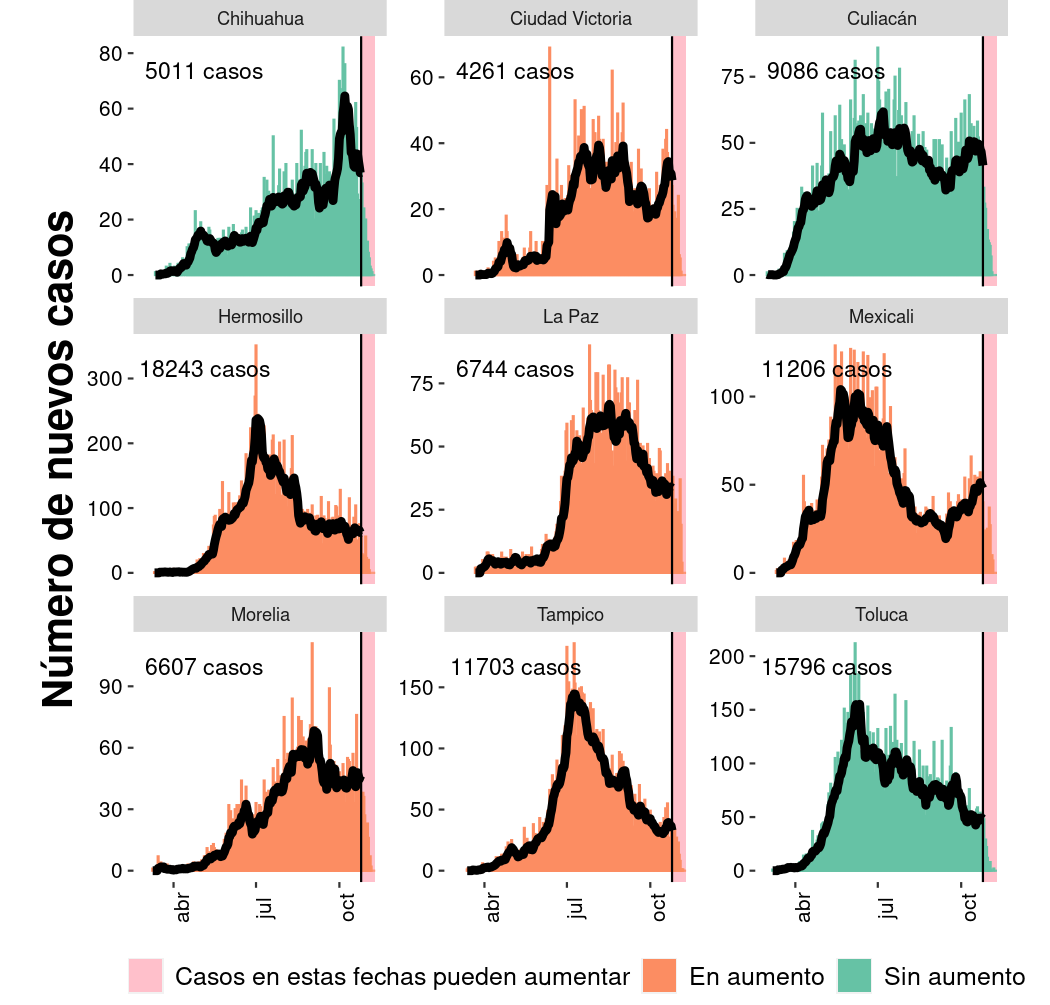 Número de nuevos casos
Chihuahua
Ciudad Victoria
Culiacán
5011 casos
4261 casos
9086 casos
80
60
40
20
0
60
40
20
0
75
50
25
0
Hermosillo
La Paz
Mexicali
18243 casos
6744 casos
11206 casos
300
200
100
0
75
50
25
0
100
50
0
Morelia
Tampico
Toluca
6607 casos
11703 casos
15796 casos
90
60
30
0
150
100
50
0
200
150
100
50
0
abr jul oct
abr jul oct
abr jul oct
Casos en estas fechas pueden aumentar En aumento Sin aumento